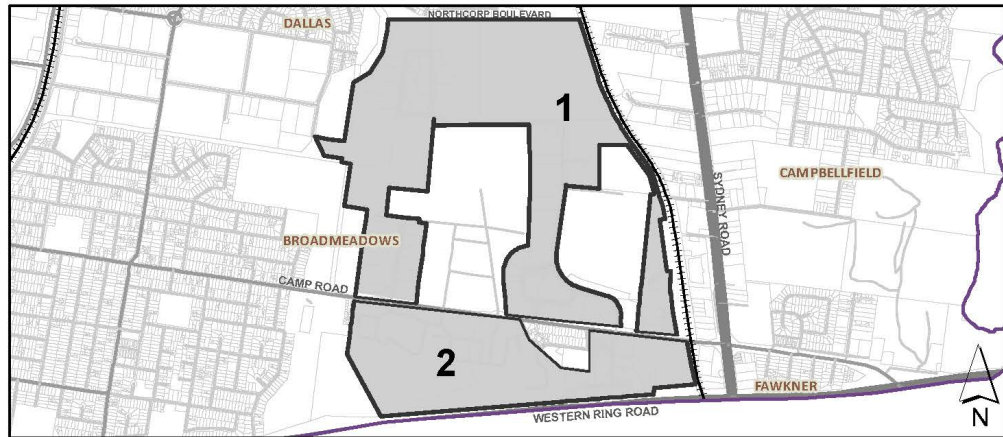 NORTHCORP BOULEVARD
DALLAS
1
SYDNEY ROAD
CAMPBELLFIELD
BROADMEADOWS
CAMP ROAD
2
FAWKNER
WESTERN RING ROAD
N